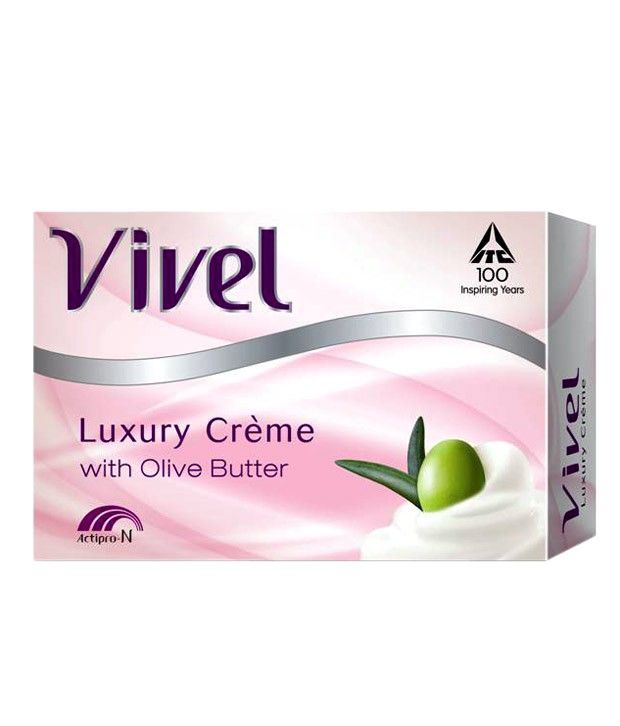 Vivel
ITC
100
Inspiring Years
Luxury Crème
with Olive Butter
Actipro-N
Vivel
Luxury Crème